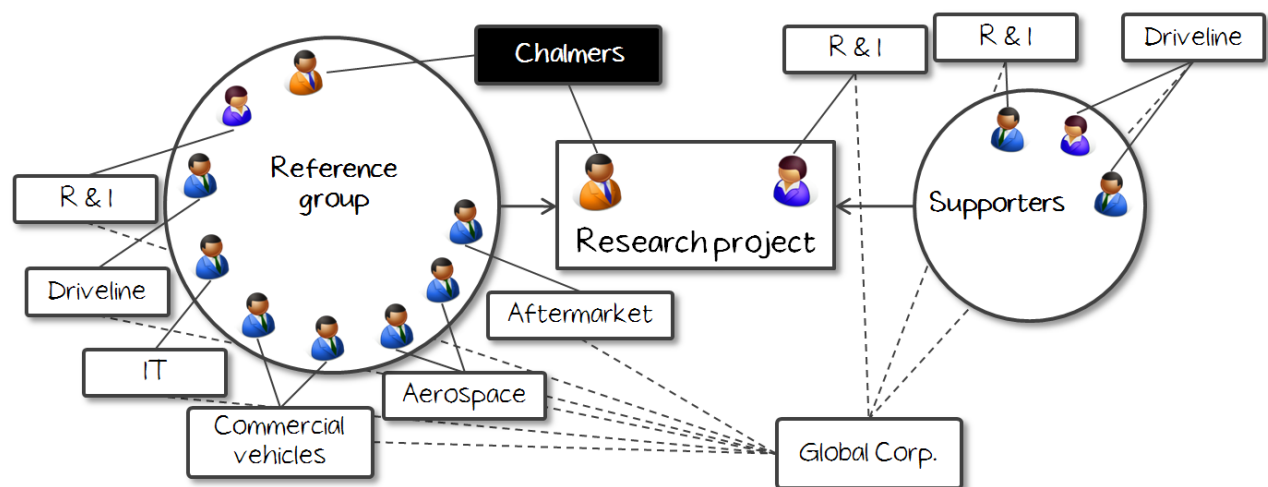 Chalmers
R & I
R & I
Driveline
Reference
group
R & I
Supporters
Research project
Driveline
Aftermarket
IT
Aerospace
Commercial
vehicles
Global Corp.